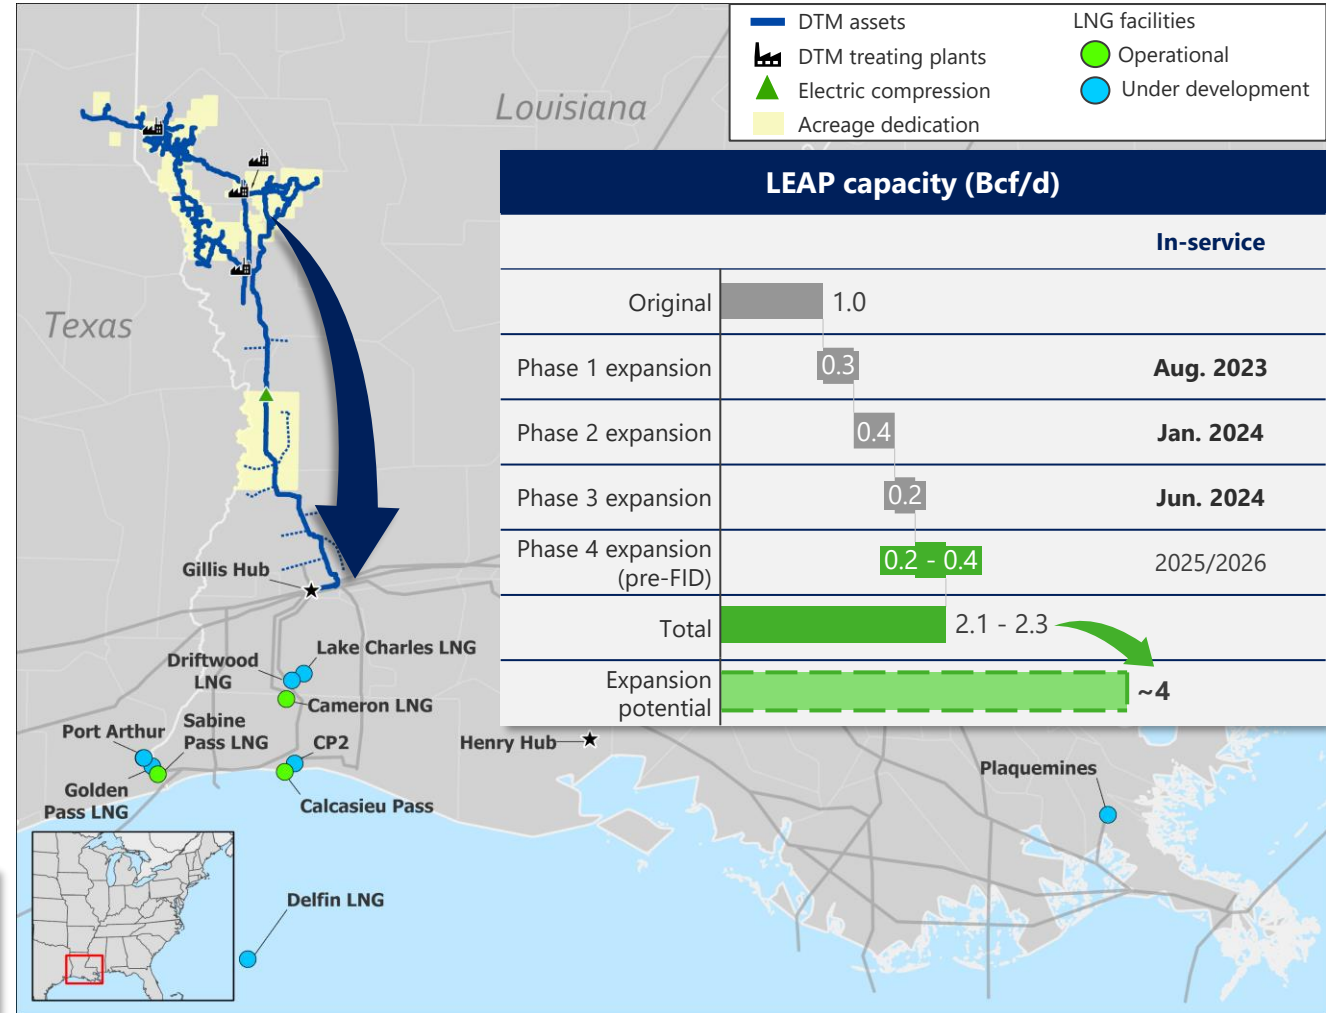 DTM assets
DTM treating plants
Electric compression
Acreage dedication
LNG facilities
Operational
Under development
Louisiana
Texas
LEAP capacity (Bcf/d)
In-service
Original 1.0
Phase 1 expansion 0.3 Aug. 2023
Phase 2 expansion 0.4 Jan. 2024
Phase 3 expansion 0.2 Jun. 2024
Phase 4 expansion
(pre-FID) 0.2 - 0.4 2025/2026
Total 2.1 - 2.3
Expansion
potential ~4
Gillis Hub
Lake Charles LNG
Driftwood
LNG
Cameron LNG
Port Arthur
Sabine
Pass LNG
CP2
Henry Hub
Golden
Pass LNG
Calcasieu Pass
Plaquemines
Delfin LNG